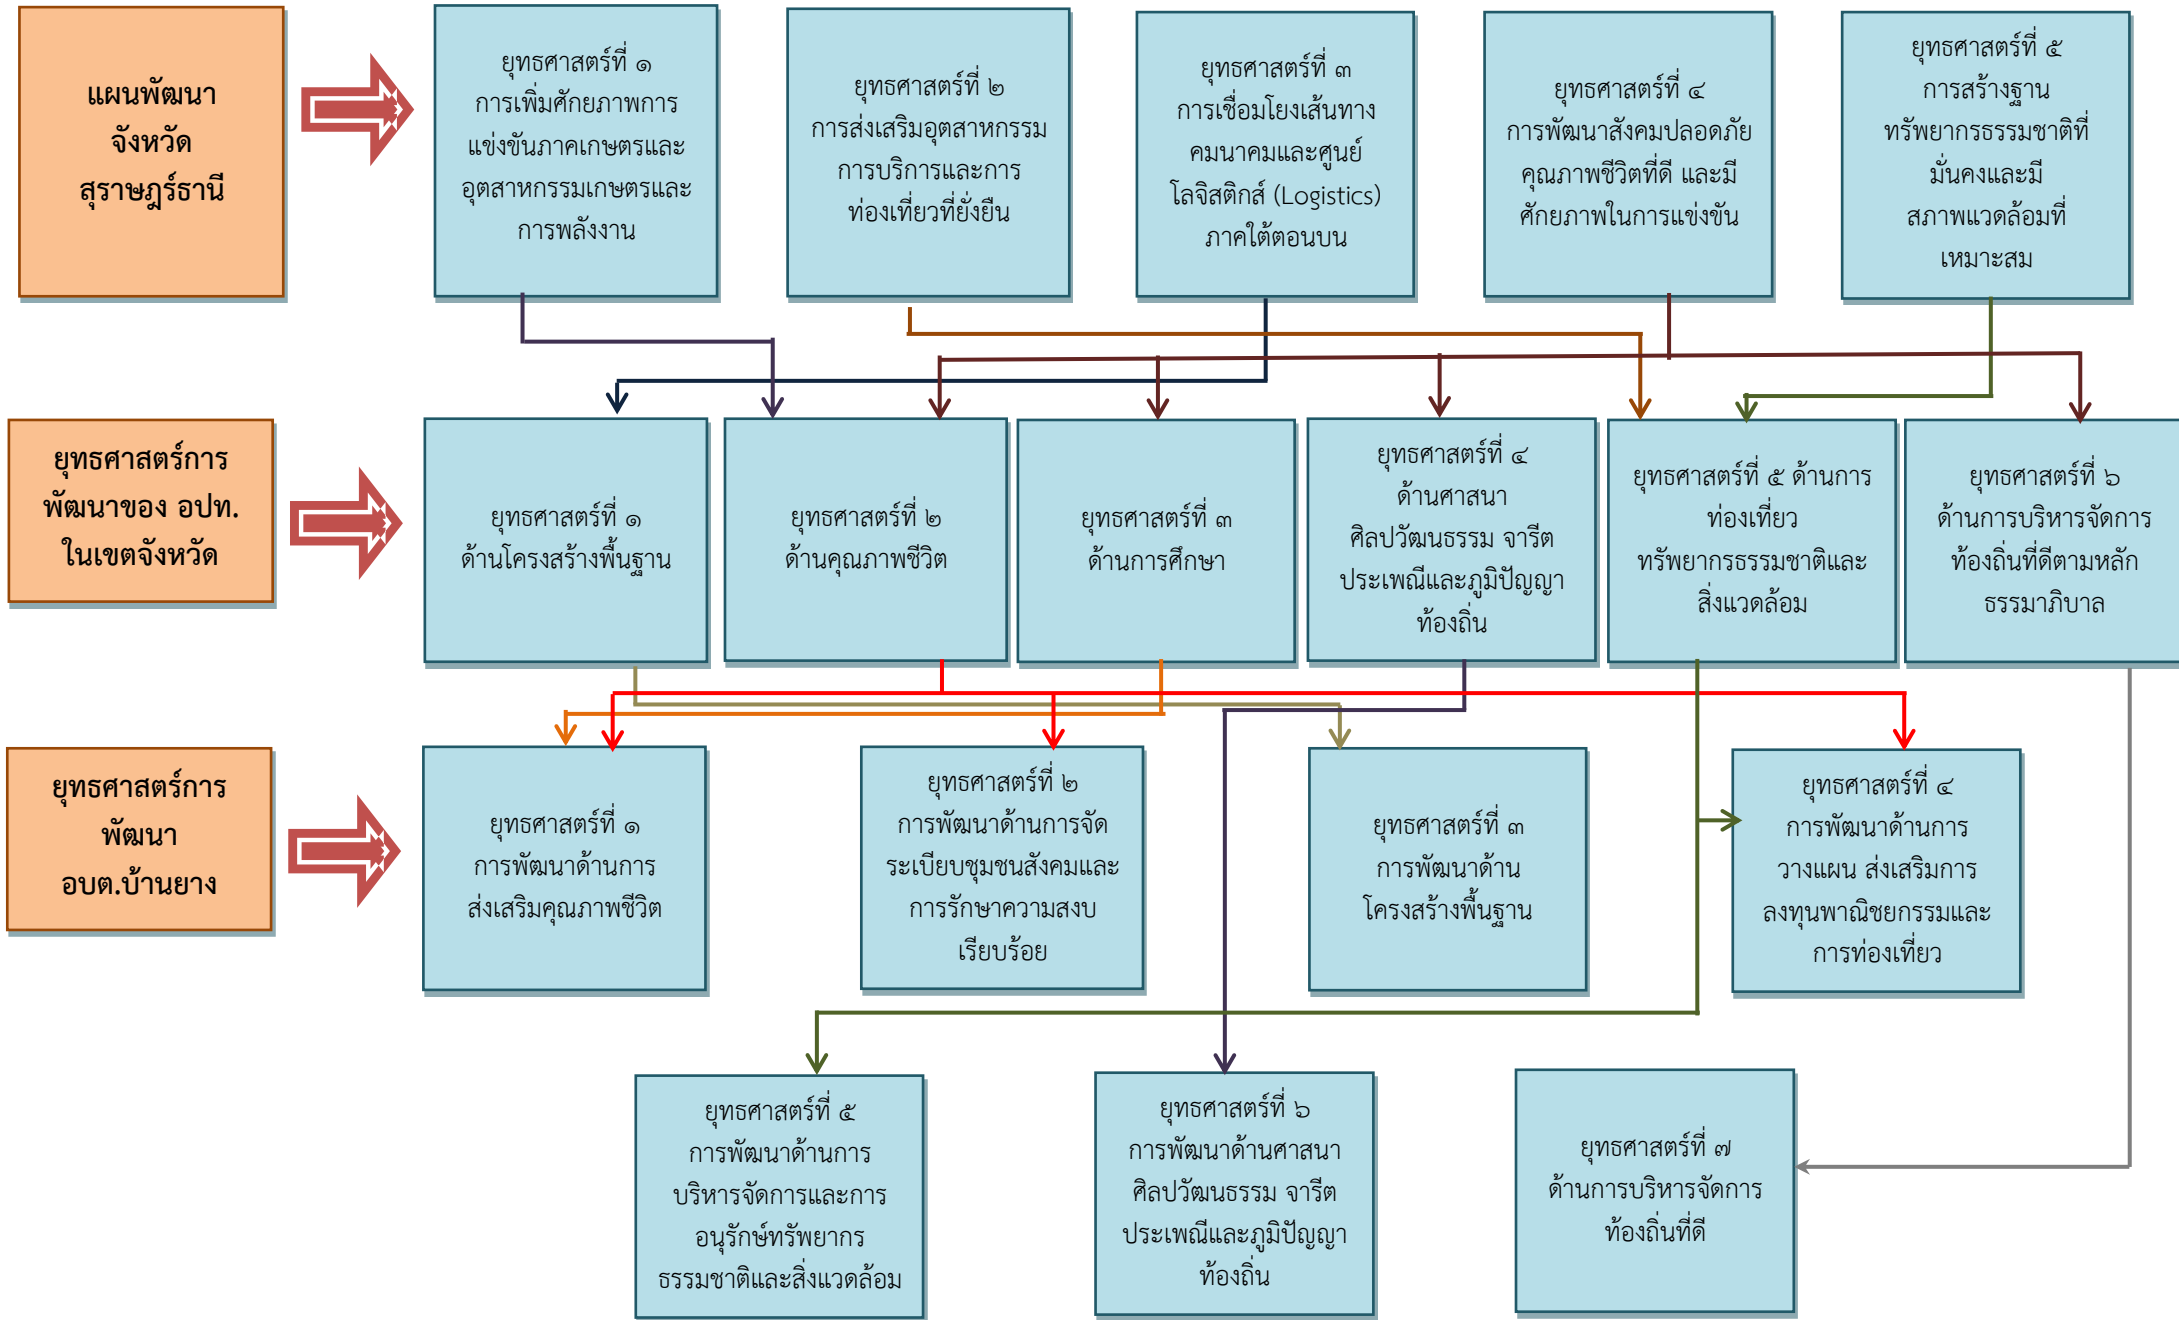 แผนพัฒนา
จังหวัด
สุราษฎร์ธานี
ยุทธศาสตร์ที่ ๑
การเพิ่มศักยภาพการ
แข่งขันภาคเกษตรและ
อุตสาหกรรมเกษตรและ
การพลังงาน
ยุทธศาสตร์ที่ ๒
การส่งเสริมอุตสาหกรรม
การบริการและการ
ท่องเที่ยวที่ยั่งยืน
ยุทธศาสตร์ที่ ๓
การเชื่อมโยงเส้นทาง
คมนาคมและศูนย์
โลจิสติกส์ (Logistics)
ภาคใต้ตอนบน
ยุทธศาสตร์ที่ ๔
การพัฒนาสังคมปลอดภัย
คุณภาพชีวิตที่ดี และมี
ศักยภาพในการแข่งขัน
ยุทธศาสตร์ที่ ๕
การสร้างฐาน
ทรัพยากรธรรมชาติที่
มั่นคงและมี
สภาพแวดล้อมที่
เหมาะสม
ยุทธศาสตร์การ
พัฒนาของ อปท.
ในเขตจังหวัด
ยุทธศาสตร์ที่ ๑
ด้านโครงสร้างพื้นฐาน
ยุทธศาสตร์ที่ ๒
ด้านคุณภาพชีวิต
ยุทธศาสตร์ที่ ๓
ด้านการศึกษา
ยุทธศาสตร์ที่ ๔
ด้านศาสนา
ศิลปวัฒนธรรม จารีต
ประเพณีและภูมิปัญญา
ท้องถิ่น
ยุทธศาสตร์ที่ ๕ ด้านการ
ท่องเที่ยว
ทรัพยากรธรรมชาติและ
สิ่งแวดล้อม
ยุทธศาสตร์ที่ ๖
ด้านการบริหารจัดการ
ท้องถิ่นที่ดีตามหลัก
ธรรมาภิบาล
ยุทธศาสตร์การ
พัฒนา
อบต.บ้านยาง
ยุทธศาสตร์ที่ ๑
การพัฒนาด้านการ
ส่งเสริมคุณภาพชีวิต
ยุทธศาสตร์ที่ ๒
การพัฒนาด้านการจัด
ระเบียบชุมชนสังคมและ
การรักษาความสงบ
เรียบร้อย
ยุทธศาสตร์ที่ ๓
การพัฒนาด้าน
โครงสร้างพื้นฐาน
ยุทธศาสตร์ที่ ๔
การพัฒนาด้านการ
วางแผน ส่งเสริมการ
ลงทุนพาณิชยกรรมและ
การท่องเที่ยว
ยุทธศาสตร์ที่ ๕
การพัฒนาด้านการ
บริหารจัดการและการ
อนุรักษ์ทรัพยากร
ธรรมชาติและสิ่งแวดล้อม
ยุทธศาสตร์ที่ ๖
การพัฒนาด้านศาสนา
ศิลปวัฒนธรรม จารีต
ประเพณีและภูมิปัญญา
ท้องถิ่น
ยุทธศาสตร์ที่ ๗
ด้านการบริหารจัดการ
ท้องถิ่นที่ดี